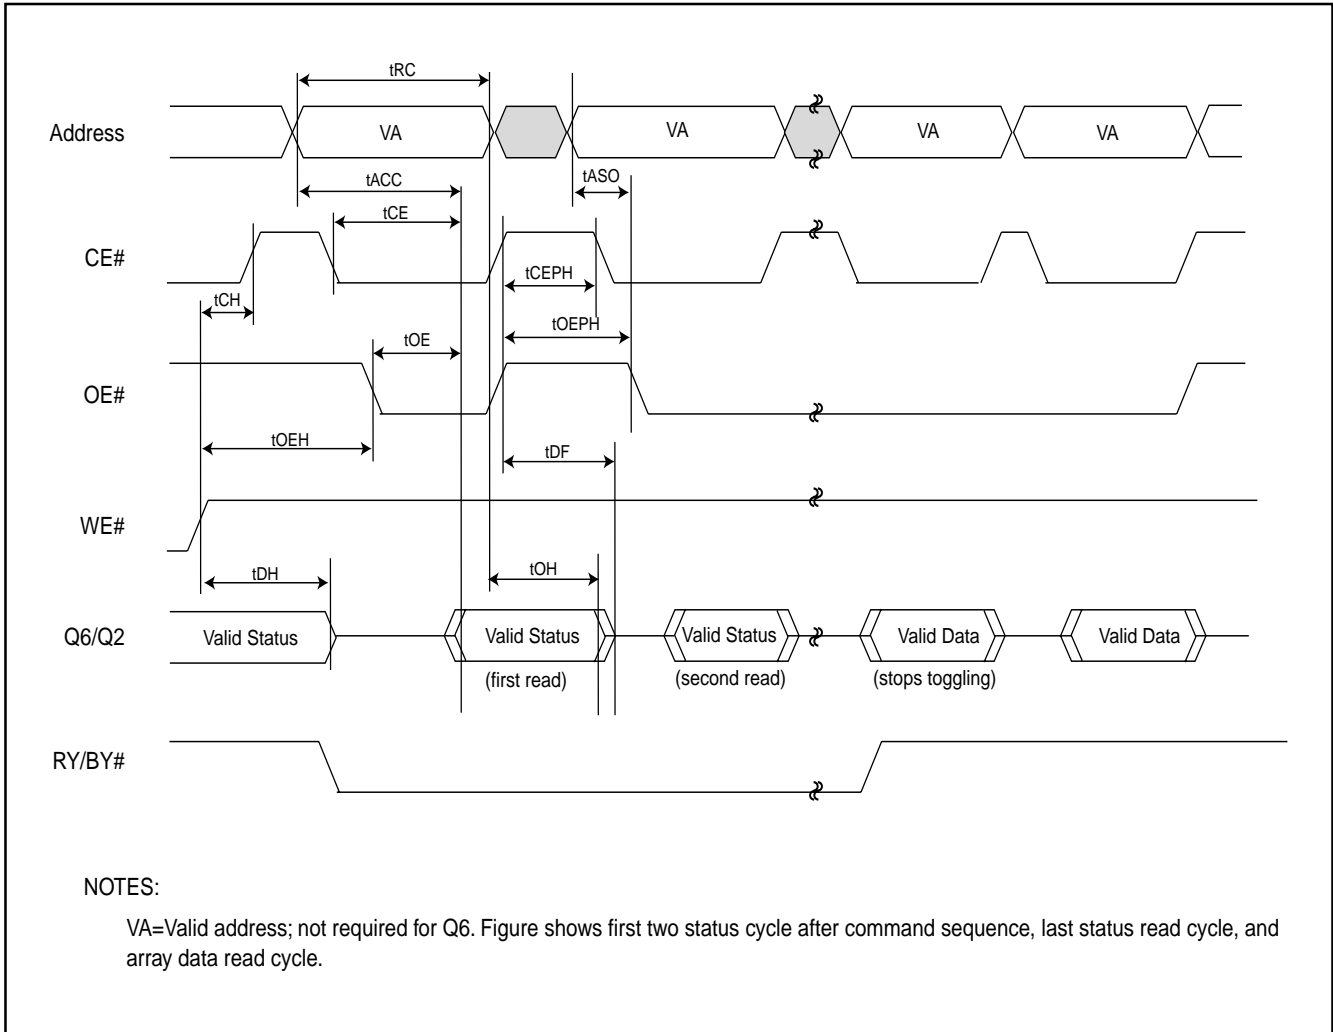 tRC
Address
VA
VA
VA
VA
tACC
tASO
tCE
CE#
tCEPH
tCH
tOEPH
tOE
OE#
tOEH
tDF
WE#
tDH
tOH
Q6/Q2
Valid Status
Valid Status
Valid Status
Valid Data
Valid Data
(first read)
(second read)
(stops toggling)
RY/BY#
NOTES:
VA=Valid address; not required for Q6. Figure shows first two status cycle after command sequence, last status read cycle, and
array data read cycle.